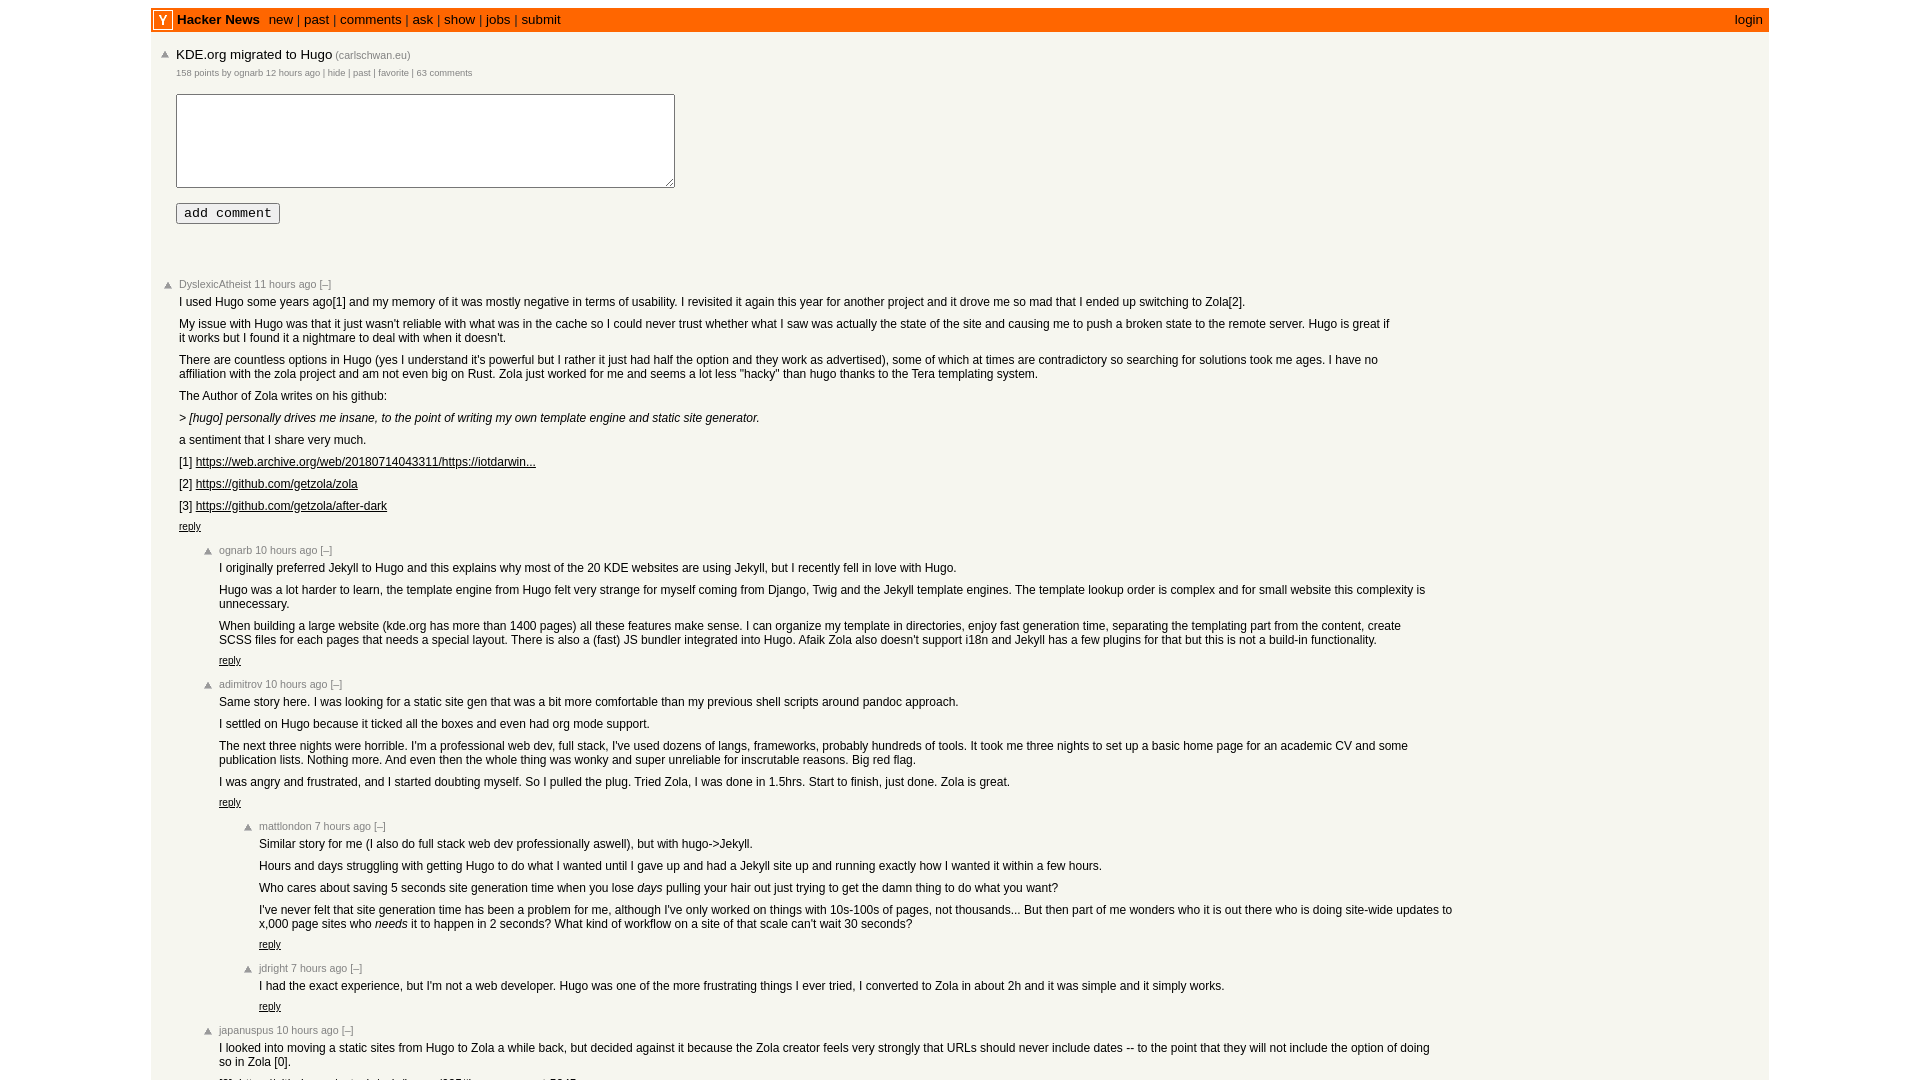 Y Hacker News new | past | comments | ask | show | jobs | submit login
KDE.org migrated to Hugo (carlschwan.eu)
158 points by ognarb 12 hours ago | hide | past | favorite | 63 comments
add comment
DyslexicAtheist 11 hours ago [–]
I used Hugo some years ago[1] and my memory of it was mostly negative in terms of usability. I revisited it again this year for another project and it drove me so mad that I ended up switching to Zola[2].
My issue with Hugo was that it just wasn't reliable with what was in the cache so I could never trust whether what I saw was actually the state of the site and causing me to push a broken state to the remote server. Hugo is great if
it works but I found it a nightmare to deal with when it doesn't.
There are countless options in Hugo (yes I understand it's powerful but I rather it just had half the option and they work as advertised), some of which at times are contradictory so searching for solutions took me ages. I have no
affiliation with the zola project and am not even big on Rust. Zola just worked for me and seems a lot less "hacky" than hugo thanks to the Tera templating system.
The Author of Zola writes on his github:
> [hugo] personally drives me insane, to the point of writing my own template engine and static site generator.
a sentiment that I share very much.
[1] https://web.archive.org/web/20180714043311/https://iotdarwin...
[2] https://github.com/getzola/zola
[3] https://github.com/getzola/after-dark
reply
ognarb 10 hours ago [–]
I originally preferred Jekyll to Hugo and this explains why most of the 20 KDE websites are using Jekyll, but I recently fell in love with Hugo.
Hugo was a lot harder to learn, the template engine from Hugo felt very strange for myself coming from Django, Twig and the Jekyll template engines. The template lookup order is complex and for small website this complexity is
unnecessary.
When building a large website (kde.org has more than 1400 pages) all these features make sense. I can organize my template in directories, enjoy fast generation time, separating the templating part from the content, create
SCSS files for each pages that needs a special layout. There is also a (fast) JS bundler integrated into Hugo. Afaik Zola also doesn't support i18n and Jekyll has a few plugins for that but this is not a build-in functionality.
reply
adimitrov 10 hours ago [–]
Same story here. I was looking for a static site gen that was a bit more comfortable than my previous shell scripts around pandoc approach.
I settled on Hugo because it ticked all the boxes and even had org mode support.
The next three nights were horrible. I'm a professional web dev, full stack, I've used dozens of langs, frameworks, probably hundreds of tools. It took me three nights to set up a basic home page for an academic CV and some
publication lists. Nothing more. And even then the whole thing was wonky and super unreliable for inscrutable reasons. Big red flag.
I was angry and frustrated, and I started doubting myself. So I pulled the plug. Tried Zola, I was done in 1.5hrs. Start to finish, just done. Zola is great.
reply
mattlondon 7 hours ago [–]
Similar story for me (I also do full stack web dev professionally aswell), but with hugo->Jekyll.
Hours and days struggling with getting Hugo to do what I wanted until I gave up and had a Jekyll site up and running exactly how I wanted it within a few hours.
Who cares about saving 5 seconds site generation time when you lose days pulling your hair out just trying to get the damn thing to do what you want?
I've never felt that site generation time has been a problem for me, although I've only worked on things with 10s-100s of pages, not thousands... But then part of me wonders who it is out there who is doing site-wide updates to
x,000 page sites who needs it to happen in 2 seconds? What kind of workflow on a site of that scale can't wait 30 seconds?
reply
jdright 7 hours ago [–]
I had the exact experience, but I'm not a web developer. Hugo was one of the more frustrating things I ever tried, I converted to Zola in about 2h and it was simple and it simply works.
reply
japanuspus 10 hours ago [–]
I looked into moving a static sites from Hugo to Zola a while back, but decided against it because the Zola creator feels very strongly that URLs should never include dates -- to the point that they will not include the option of doing
so in Zola [0].